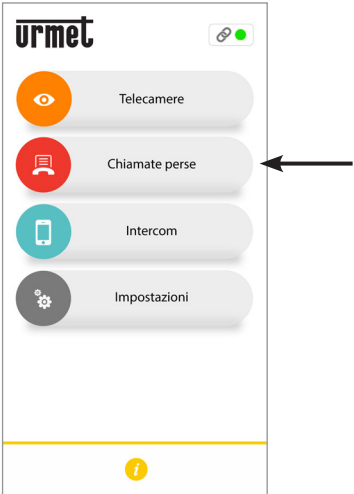 urmet
Telecamere
Chiamate perse
Intercom
Impostazioni
i